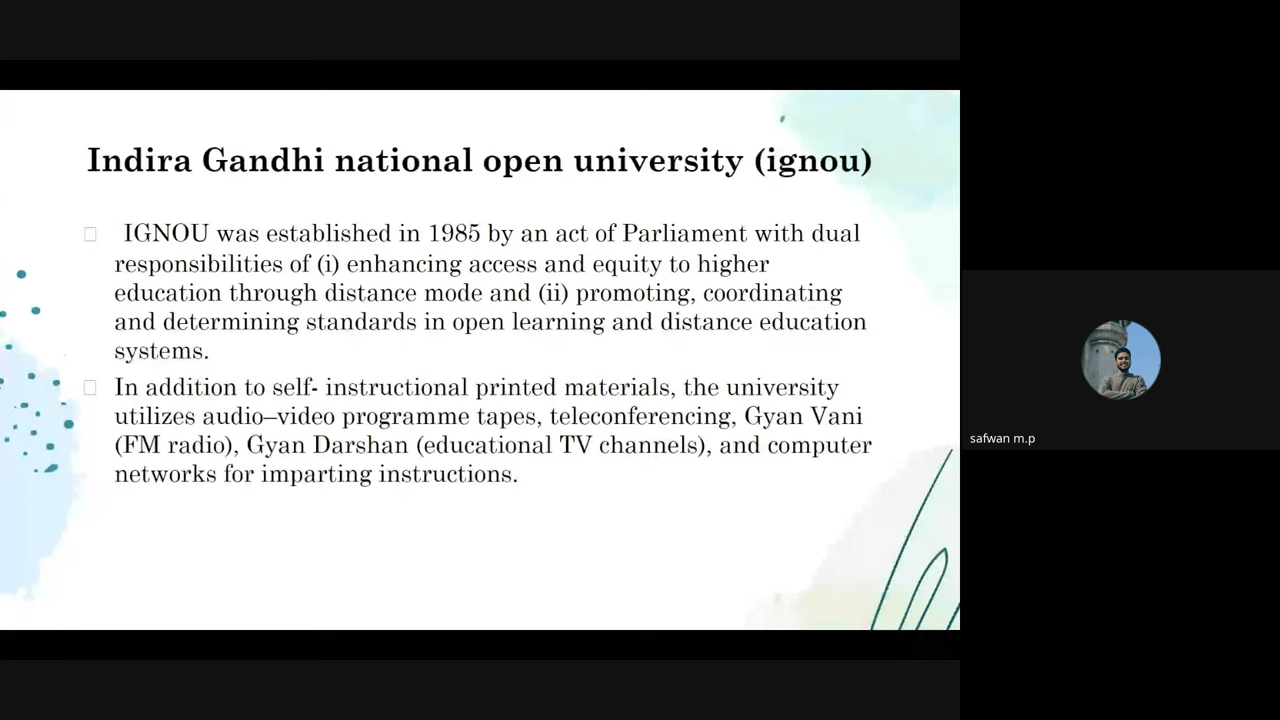 Indira Gandhi national open university (ignou)
IGNOU was established in 1985 by an act of Parliament with dual
responsibilities of (i) enhancing access and equity to higher
education through distance mode and (ii) promoting, coordinating
and determining standards in open learning and distance education
systems.
In addition to self- instructional printed materials, the university
utilizes audio–video programme tapes, teleconferencing, Gyan Vani
(FM radio), Gyan Darshan (educational TV channels), and computer
networks for imparting instructions.
safwan m.p